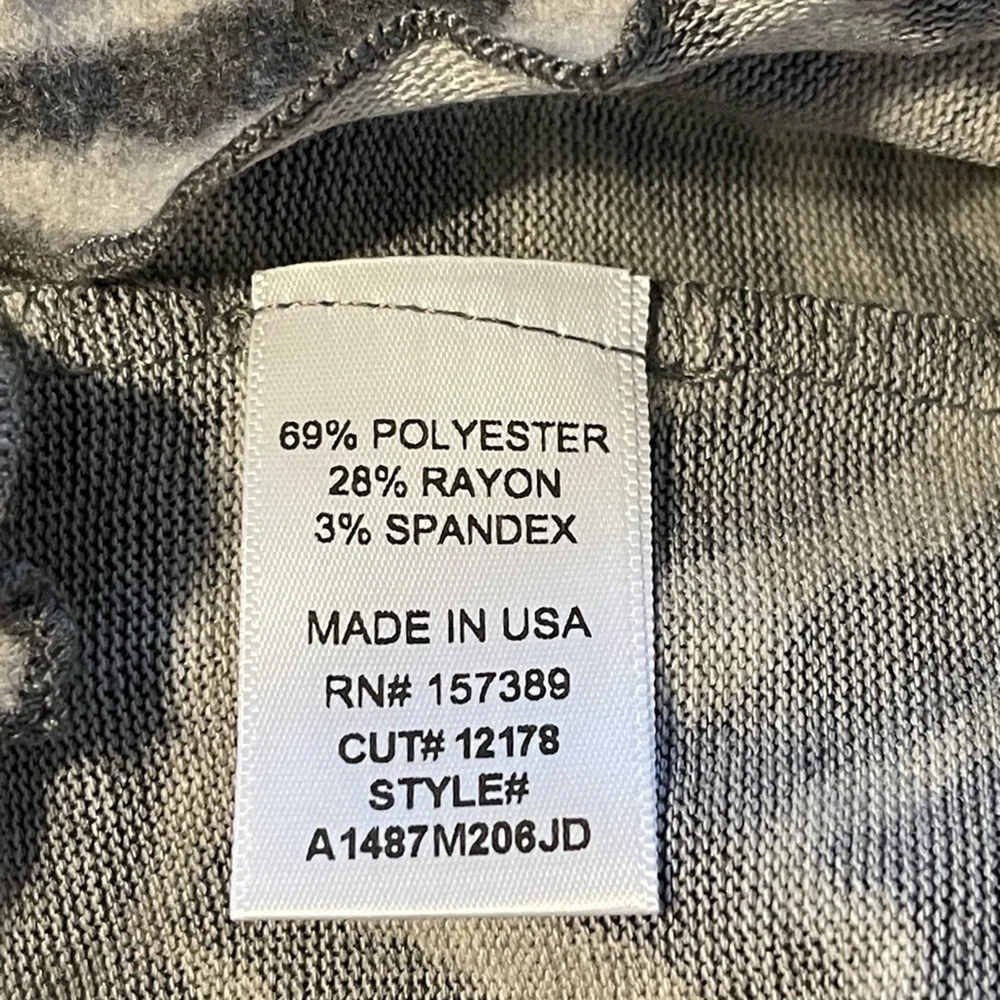 69% POLYESTER
28% RAYON
3% SPANDEX
MADE IN USA
RN# 157389
CUT# 12178
STYLE#
A1487M206JD